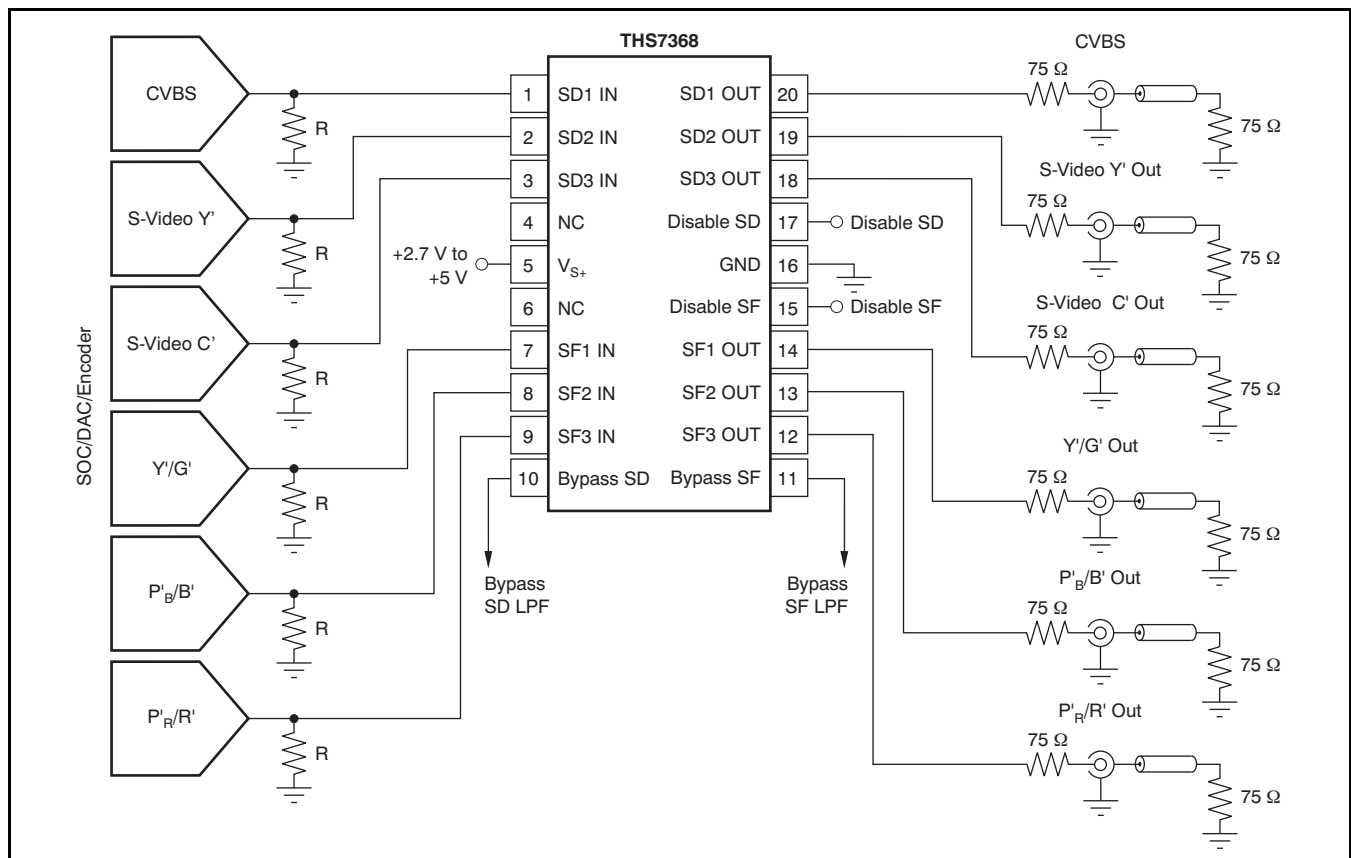 THS7368
SOC/DAC/Encoder
CVBS
R
S-Video Y'
R
S-Video C'
R
Y'/G'
R
P'B/B'
R
P'R/R'
R
+2.7 V to
+5 V
1 SD1 IN
2 SD2 IN
3 SD3 IN
4 NC
5 VS+
6 NC
7 SF1 IN
8 SF2 IN
9 SF3 IN
10 Bypass SD
SD1 OUT 20
SD2 OUT 19
SD3 OUT 18
Disable SD 17 Disable SD
GND 16
Disable SF 15 Disable SF
SF1 OUT 14
SF2 OUT 13
SF3 OUT 12
Bypass SF 11
Bypass
SD LPF
Bypass
SF LPF
CVBS
75 Ω
75 Ω
S-Video Y' Out
75 Ω
75 Ω
S-Video C' Out
75 Ω
75 Ω
Y'/G' Out
75 Ω
75 Ω
P'B/B' Out
75 Ω
75 Ω
P'R/R' Out
75 Ω
75 Ω